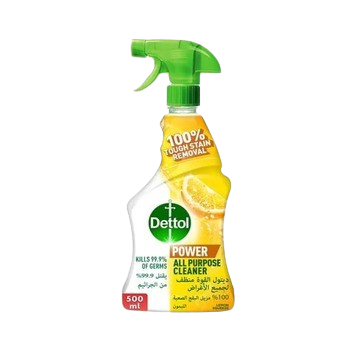 100%
TOUGH STAIN
REMOVAL
Dettol
POWER
ALL PURPOSE
CLEANER
KILLS 99.9%
OF GERMS
يقتل 99.9%
من الجراثيم
ديتول القوة منظف
لجميع الأغراض
100% مزيل البقع الصعبة
الليمون
500
ml